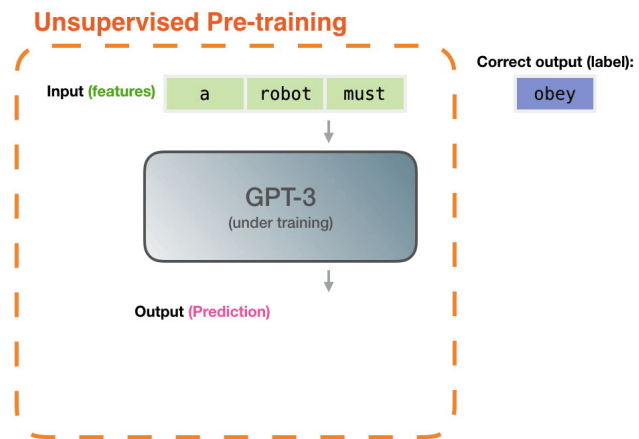 Unsupervised Pre-training
Correct output (label):
Input (features) a robot must
obey
GPT-3
(under training)
Output (Prediction)